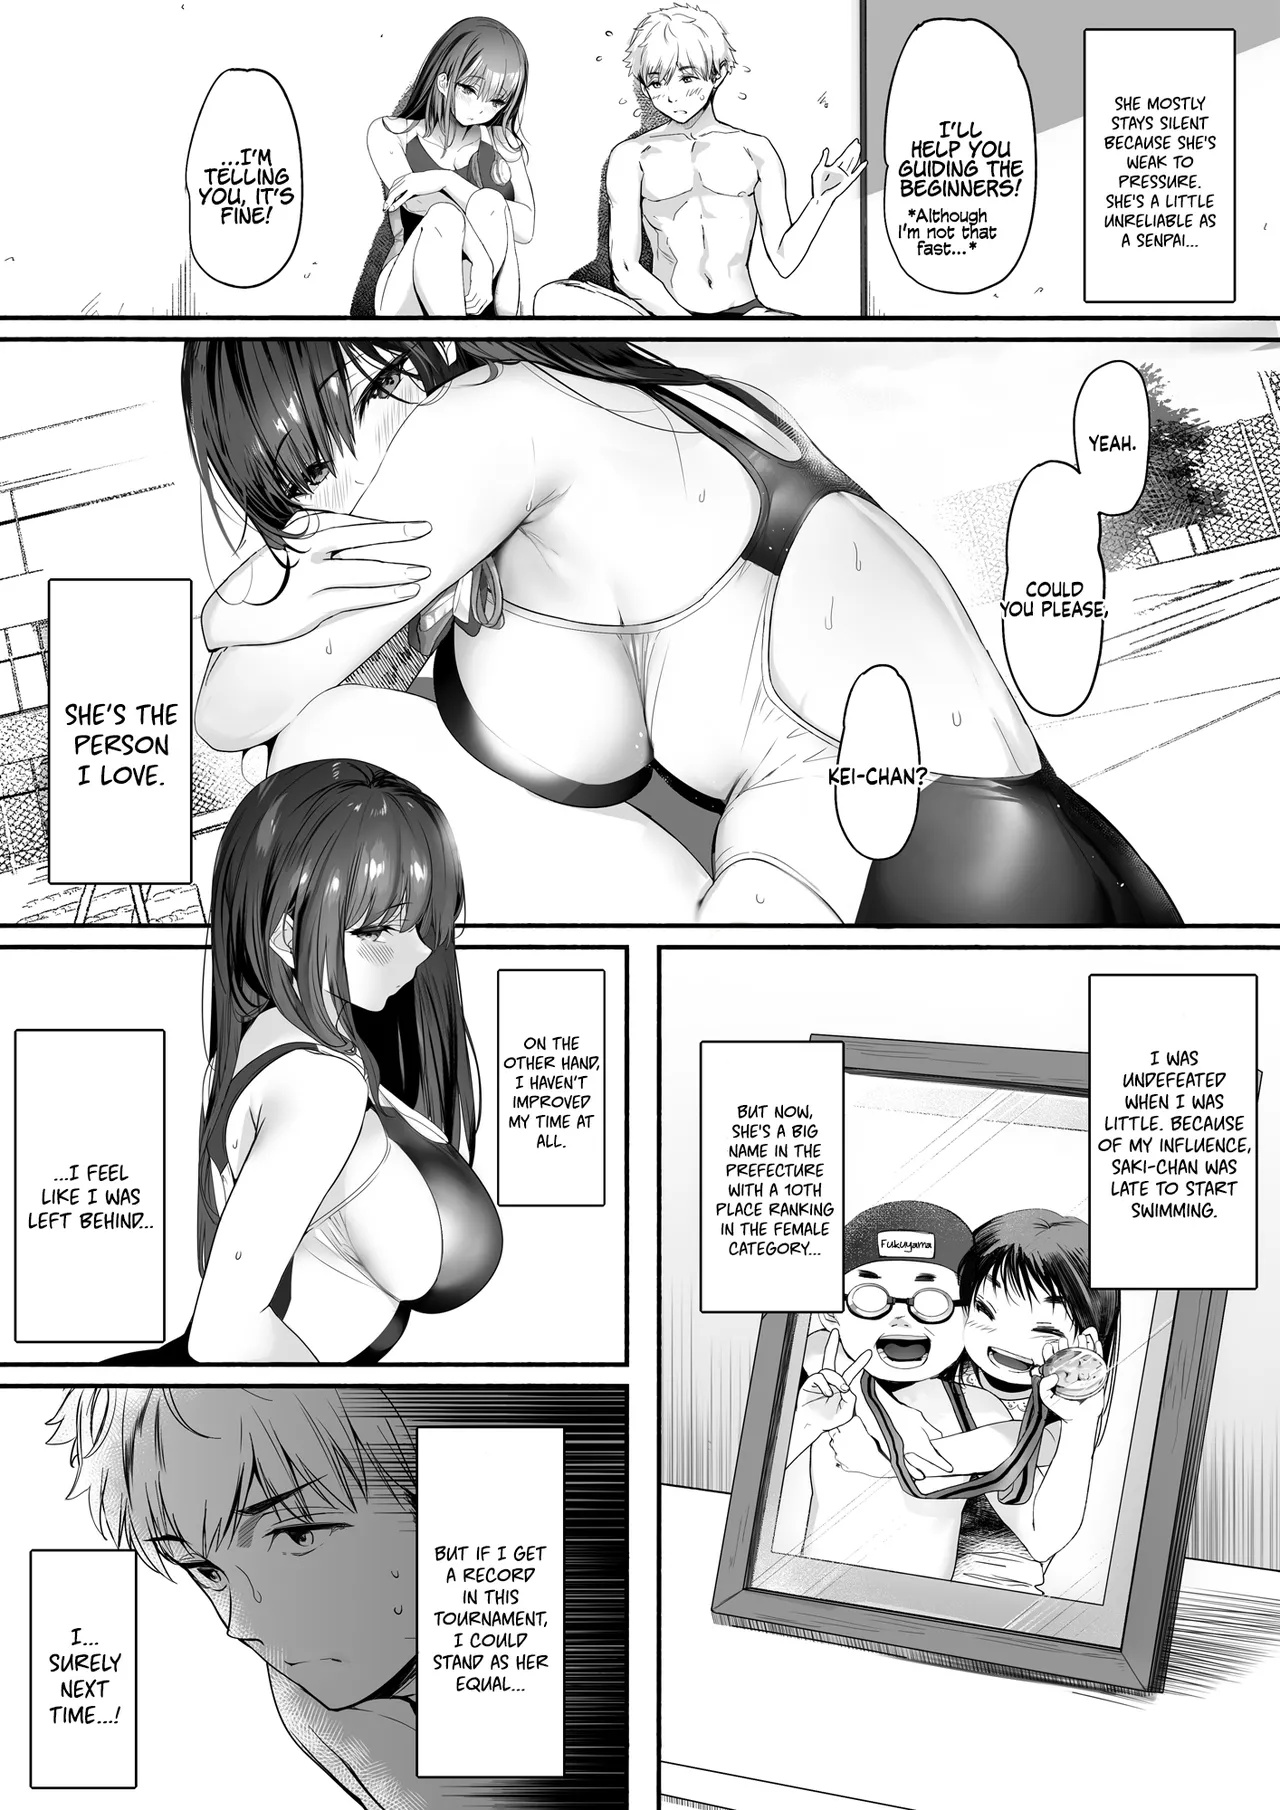 SHE MOSTLY
STAYS SILENT
BECAUSE SHE'S
WEAK TO
PRESSURE.
SHE'S A LITTLE
UNRELIABLE AS
A SENPAI...
I'LL
HELP YOU
GUIDING THE
BEGINNERS!
*Although
I'm not that
fast...*
...I'M
TELLING
YOU, IT'S
FINE!
YEAH.
COULD
YOU PLEASE,
KEI-CHAN?
SHE'S THE
PERSON
I LOVE.
I WAS
UNDEFEATED
WHEN I WAS
LITTLE. BECAUSE
OF MY INFLUENCE,
SAKI-CHAN WAS
LATE TO START
SWIMMING.
BUT NOW,
SHE'S A BIG
NAME IN THE
PREFECTURE
WITH A 10TH
PLACE RANKING
IN THE FEMALE
CATEGORY...
Fukuyama
ON THE
OTHER HAND,
I HAVEN'T
IMPROVED
MY TIME AT
ALL.
...I FEEL
LIKE I WAS
LEFT BEHIND...
BUT IF I GET
A RECORD
IN THIS
TOURNAMENT,
I COULD
STAND AS HER
EQUAL...
I...
SURELY
NEXT
TIME...!